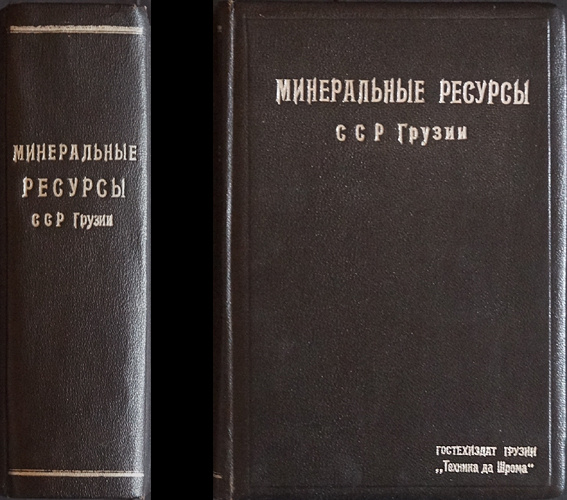 МИНЕРАЛЬНЫЕ
РЕСУРСЫ
ССР Грузии
МИНЕРАЛЬНЫЕ РЕСУРСЫ
ССР Грузии
ГОСТЕХИЗДАТ ГРУЗИИ
„Техника да Шрома“